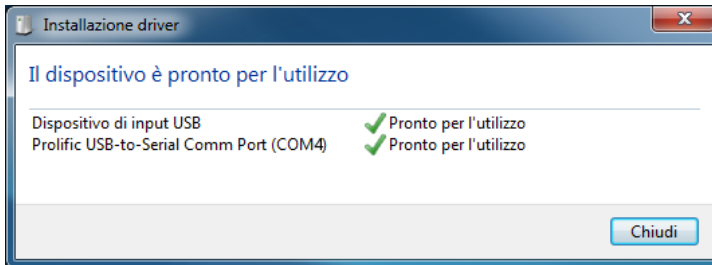 Installazione driver
Il dispositivo è pronto per l'utilizzo
Dispositivo di input USB Pronto per l'utilizzo
Prolific USB-to-Serial Comm Port (COM4) Pronto per l'utilizzo
Chiudi